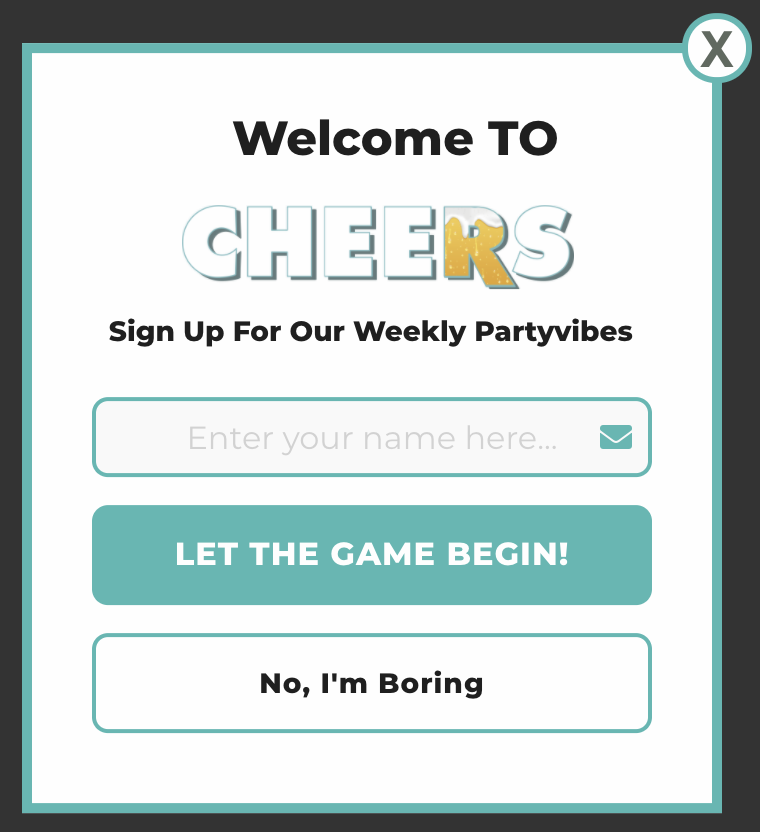 X
Welcome TO
CHEERS
Sign Up For Our Weekly Partyvibes
Enter your name here...
LET THE GAME BEGIN!
No, I'm Boring